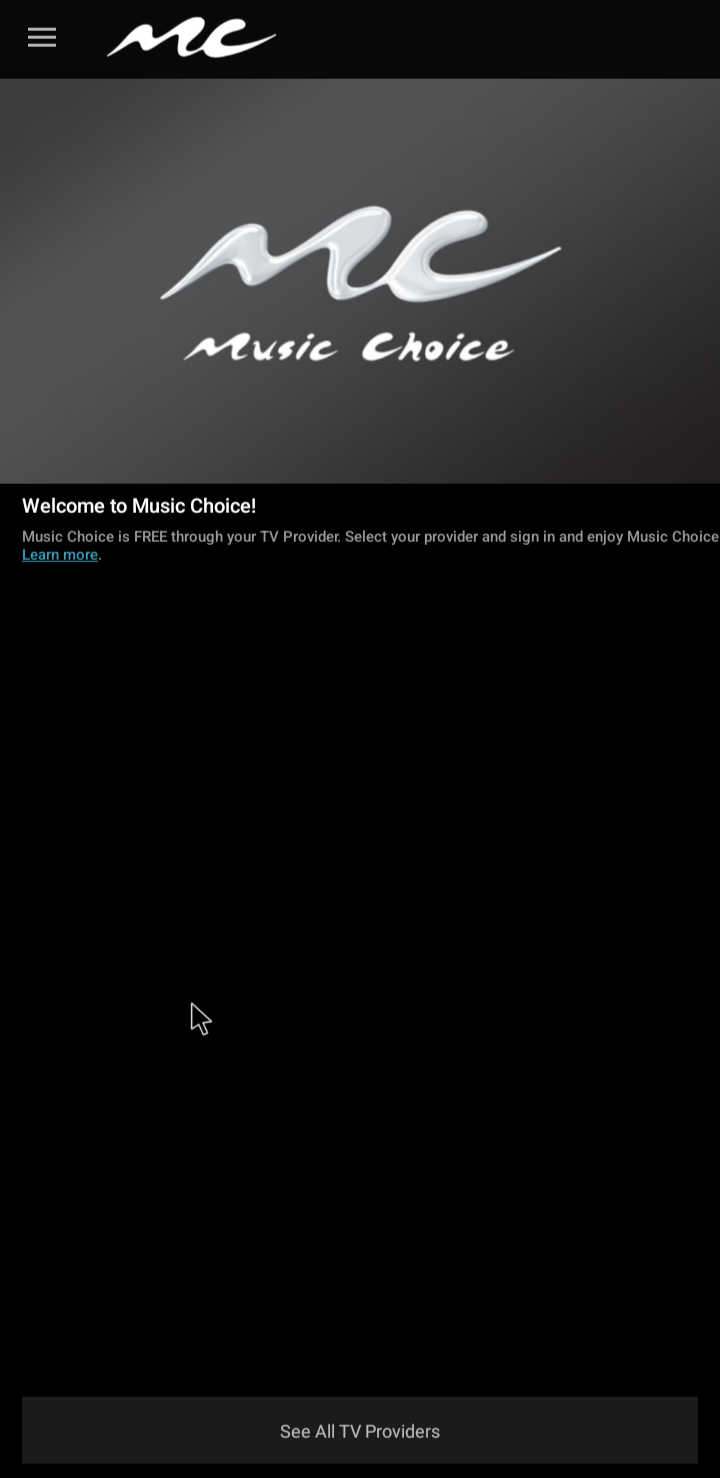 MC
MC
Music Choice
Welcome to Music Choice!
Music Choice is FREE through your TV Provider. Select your provider and sign in and enjoy Music Choice
Learn more.
See All TV Providers